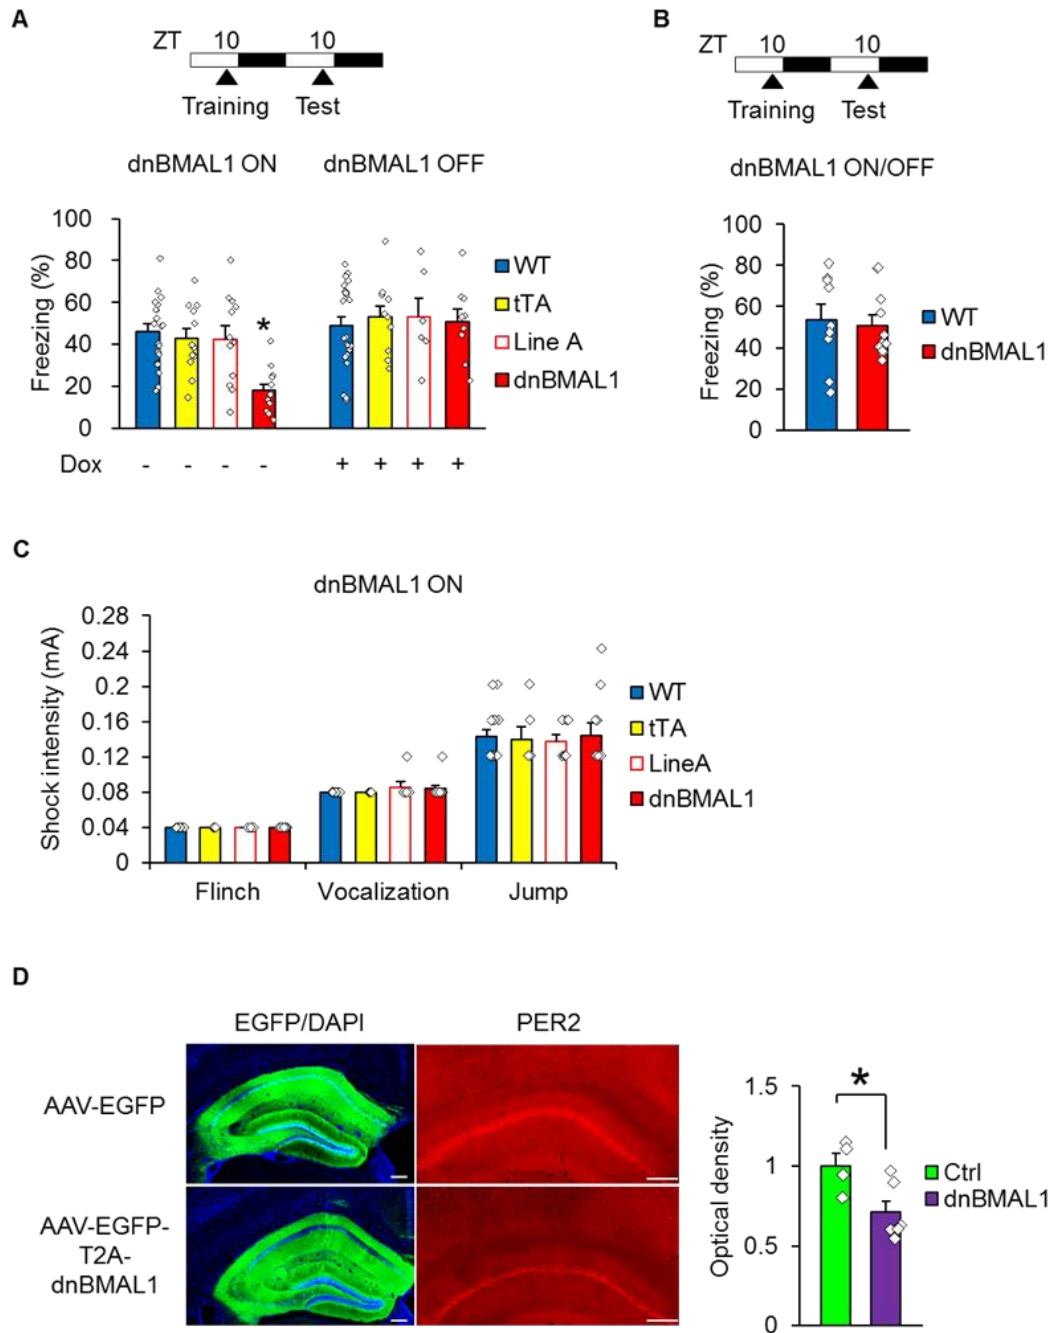 A
ZT 10 10
Training Test
dnBMAL1 ON dnBMAL1 OFF
Freezing (%)
100
80
60
40
20
0
*
WT
tTA
Line A
dnBMAL1
Dox - - - - + + + +
B
ZT 10 10
Training Test
dnBMAL1 ON/OFF
Freezing (%)
100
80
60
40
20
0
WT
dnBMAL1
C
dnBMAL1 ON
Shock intensity (mA)
0.28
0.24
0.2
0.16
0.12
0.08
0.04
0
Flinch Vocalization Jump
WT
tTA
LineA
dnBMAL1
D
EGFP/DAPI PER2
AAV-EGFP
AAV-EGFP-
T2A-
dnBMAL1
Optical density
1.5
1
0.5
0
*
Ctrl
dnBMAL1